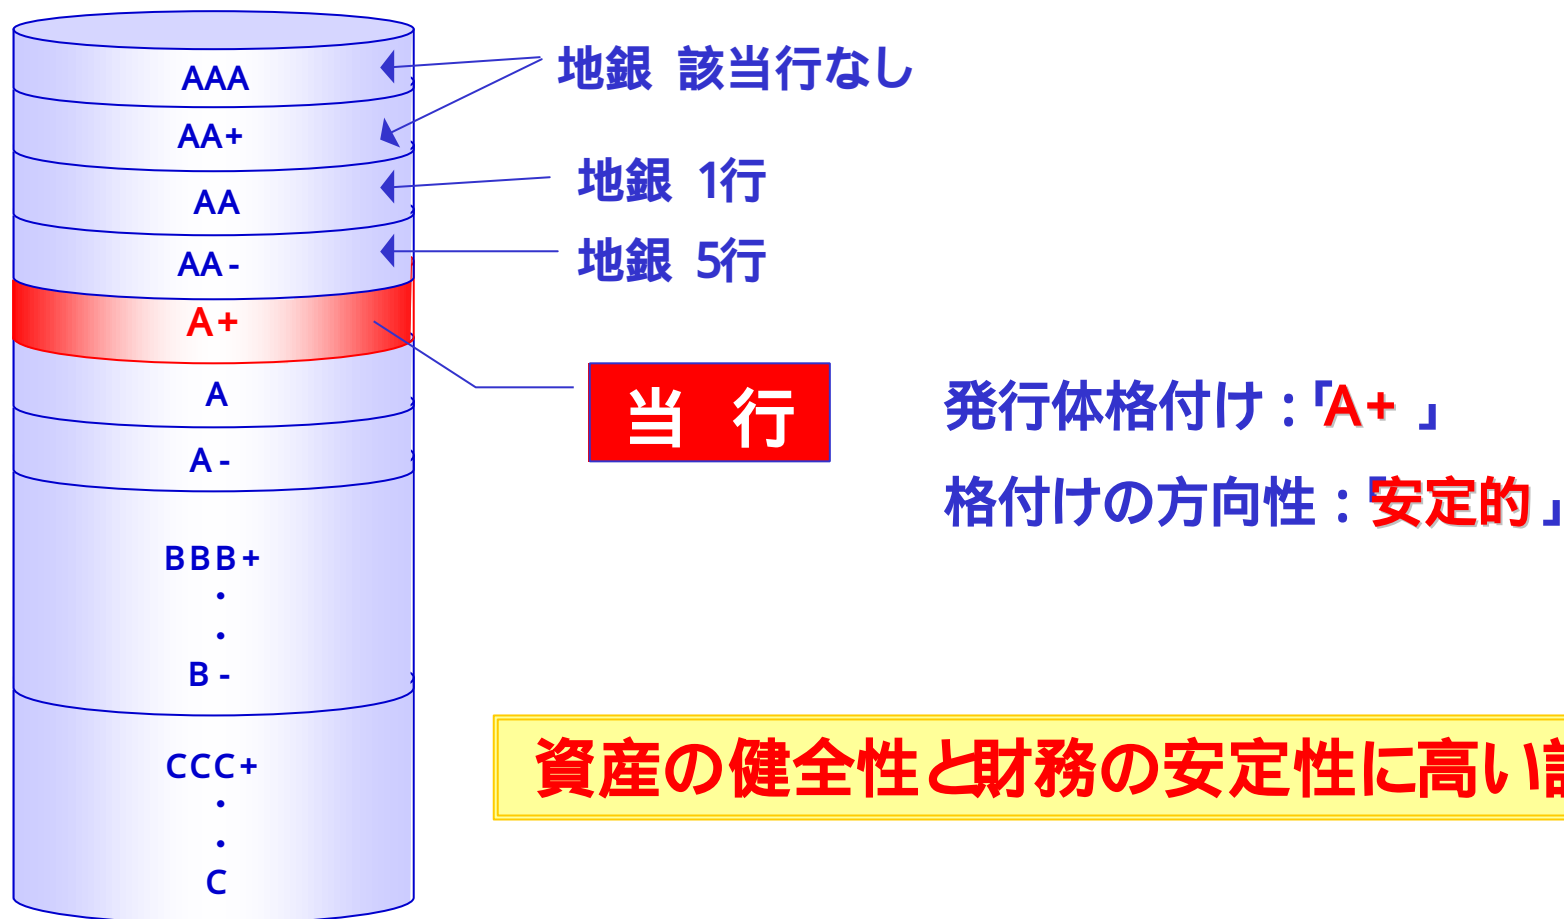 AAA
地銀 該当行なし
AA+
AA
地銀 1行
AA-
地銀 5行
A+
A
当 行
発行体格付け:「A+」
A-
格付けの方向性:「安定的」
BBB+
・
・
B-
資産の健全性と財務の安定性に高い
CCC+
・
・
C